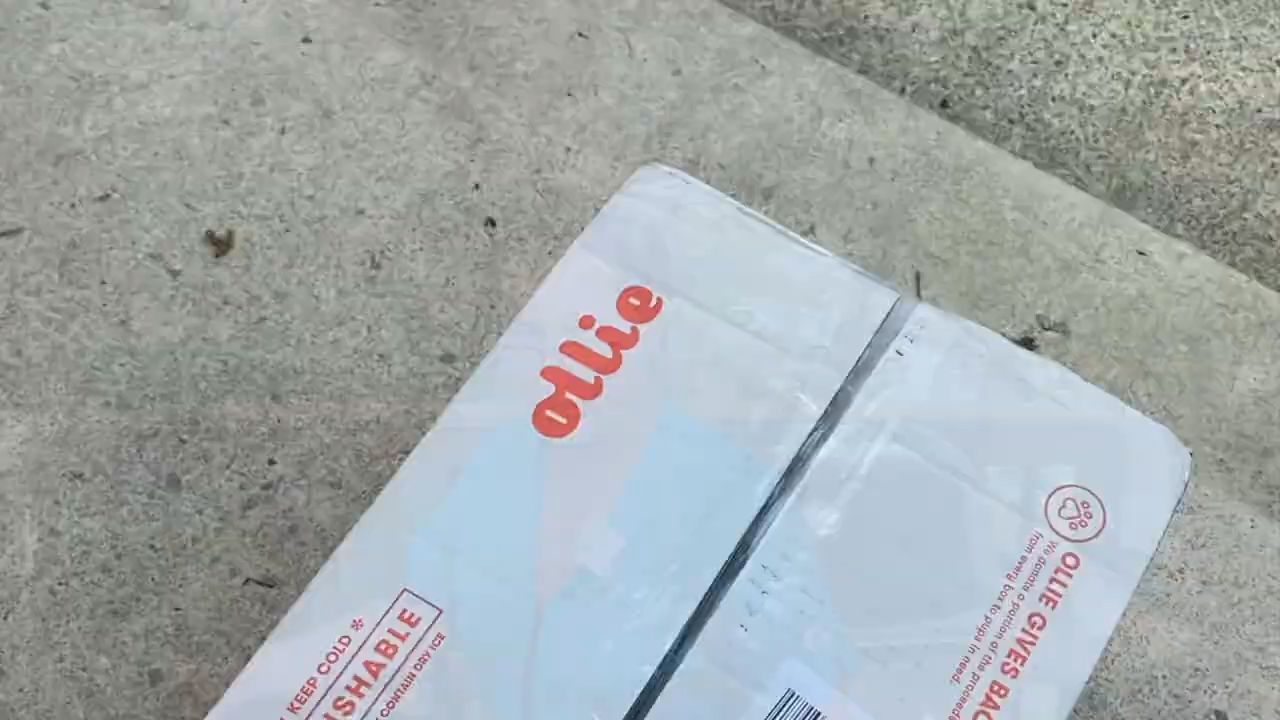 ollie
KEEP COLD
ISHABLE
CONTAIN DRY ICE
OLLIE GIVES BAC
We donate a portion of the proceeds
from every box to pups in need.